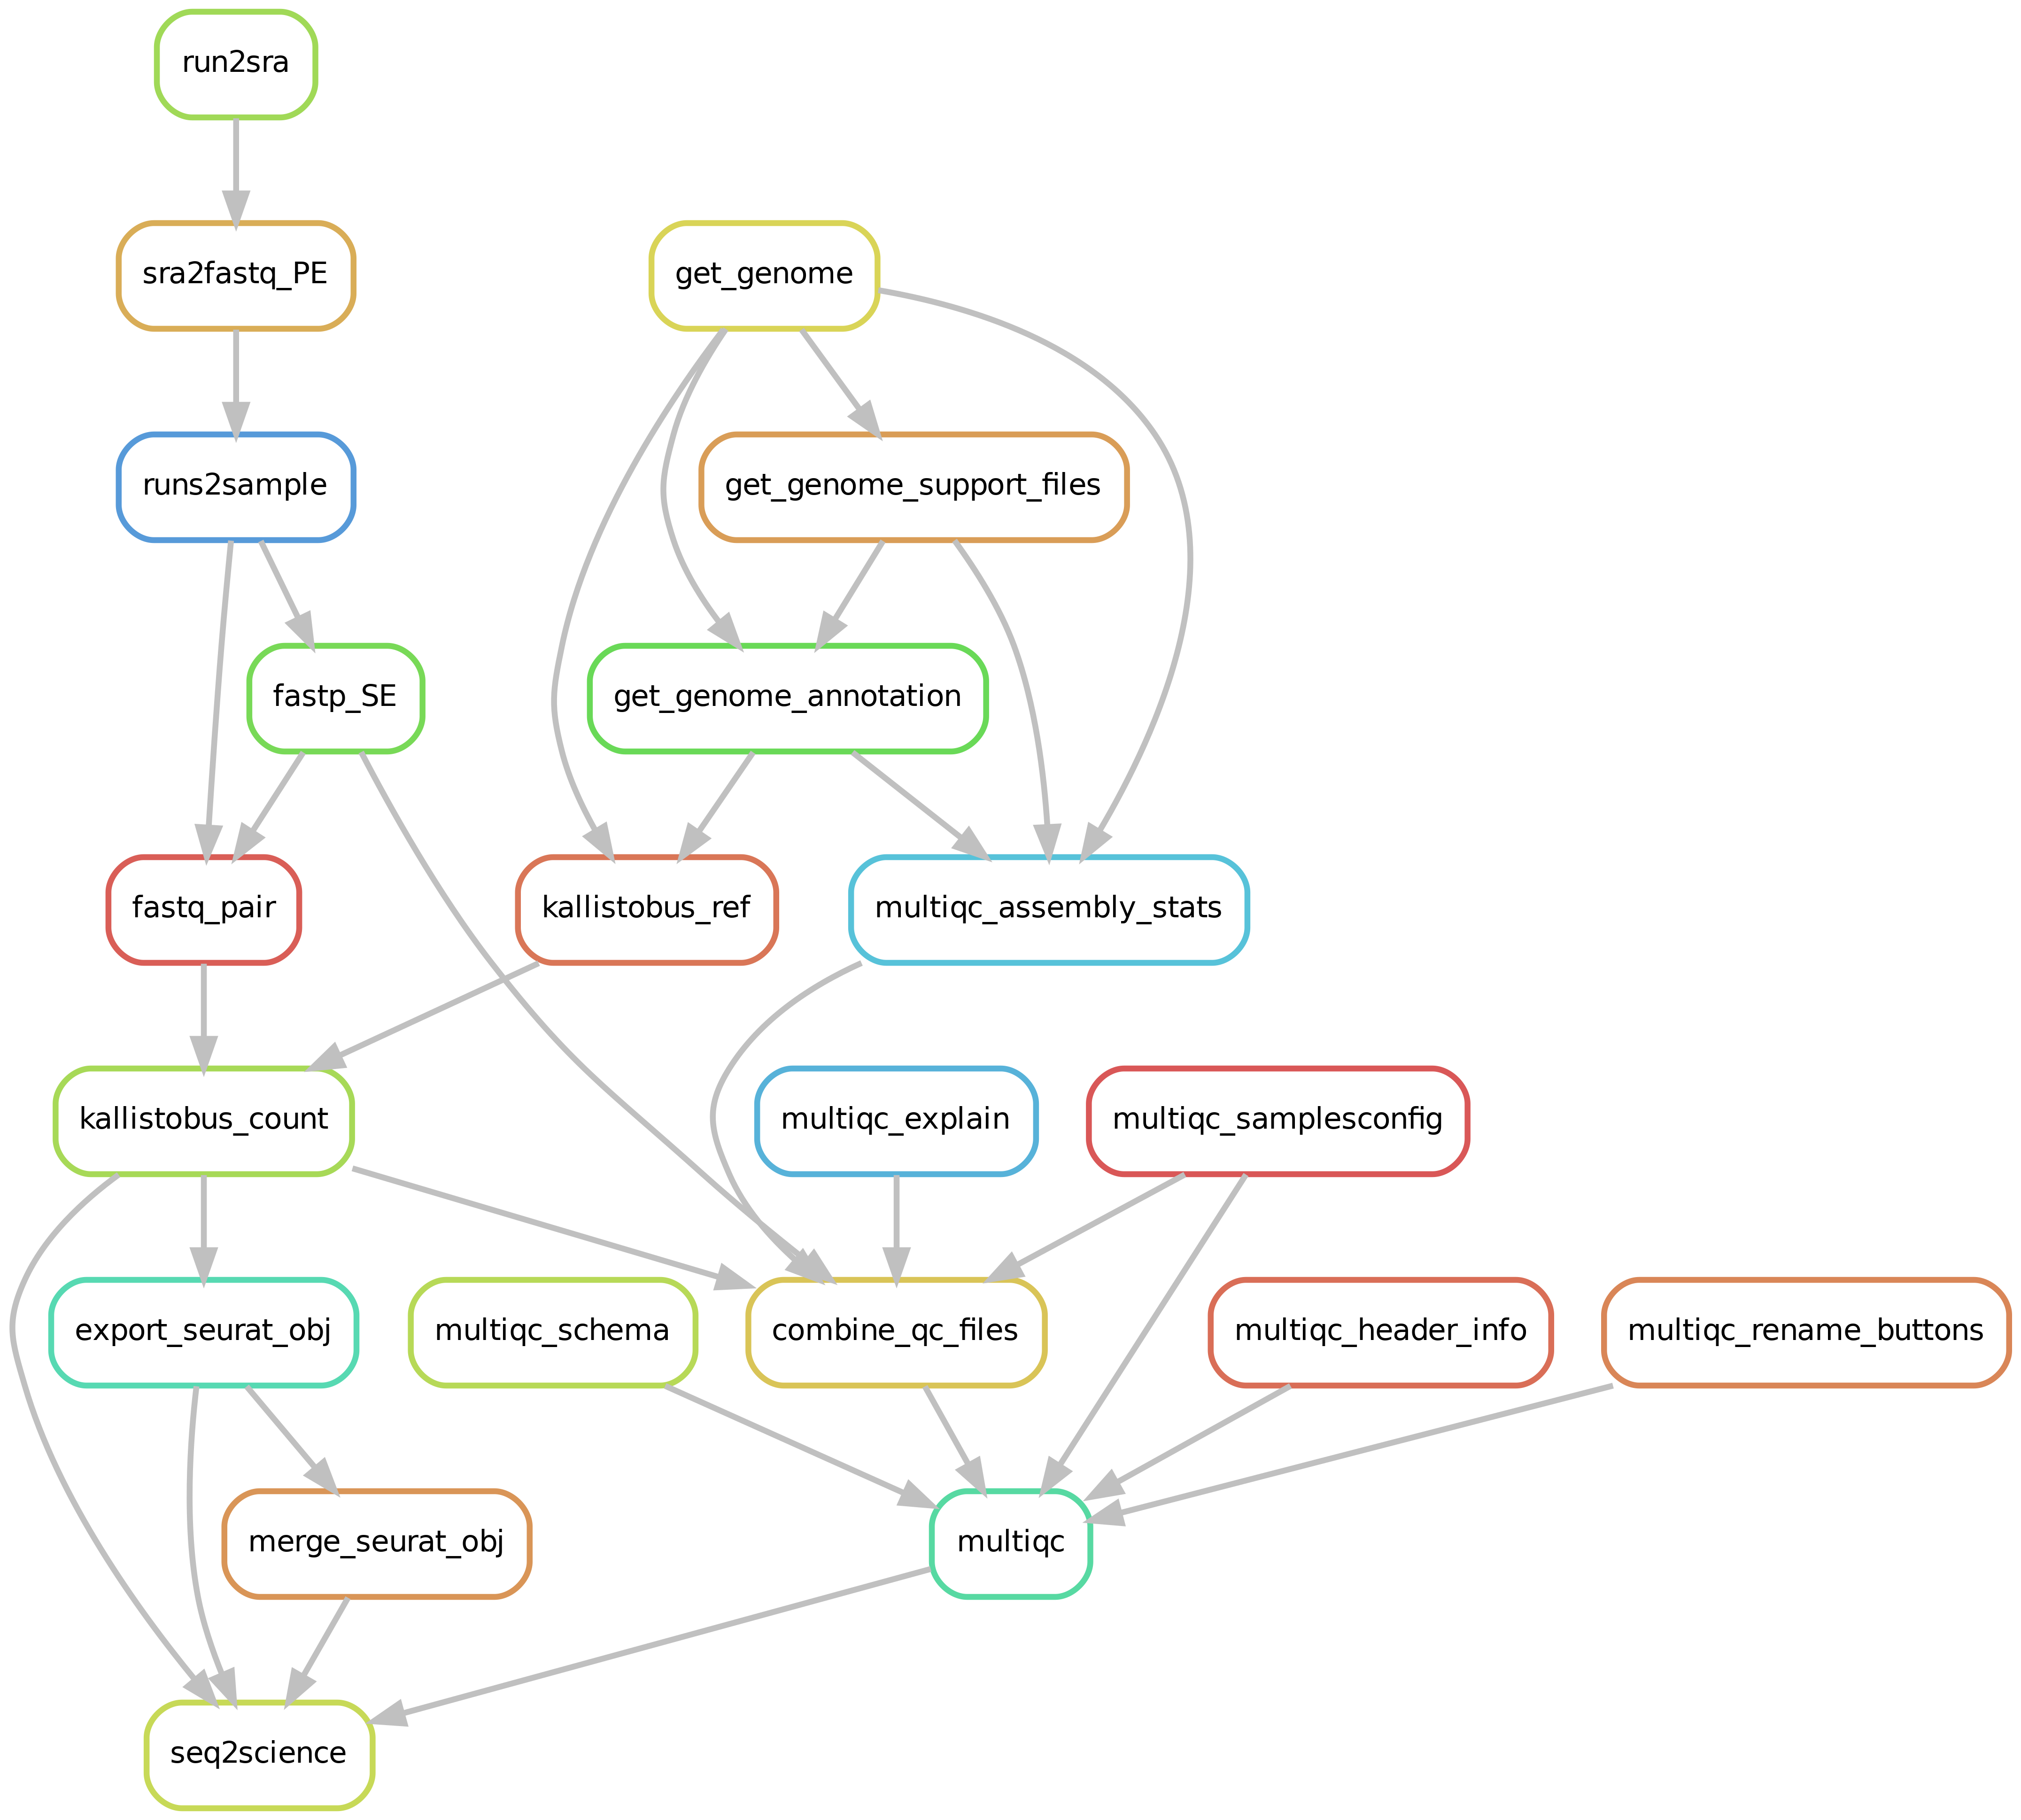 run2sra
sra2fastq_PE
get_genome
runs2sample
get_genome_support_files
fastp_SE
get_genome_annotation
fastq_pair
kallistobus_ref
multiqc_assembly_stats
kallistobus_count
multiqc_explain
multiqc_samplesconfig
export_seurat_obj
multiqc_schema
combine_qc_files
multiqc_header_info
multiqc_rename_buttons
merge_seurat_obj
multiqc
seq2science